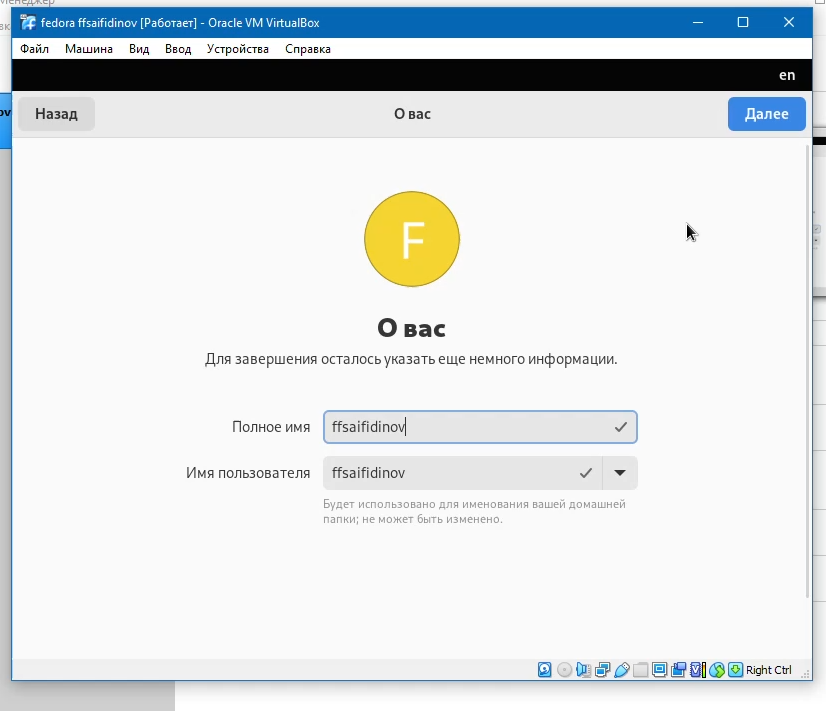 енеджер
fedora ffsaifidinov [Работает] - Oracle VM VirtualBox
Файл Машина Вид Ввод Устройства Справка
en
ov
Назад О вас Далее
F
О вас
Для завершения осталось указать еще немного информации.
Полное имя ffsaifidinov
Имя пользователя ffsaifidinov
Будет использовано для именования вашей домашней
папки; не может быть изменено.
Right Ctrl